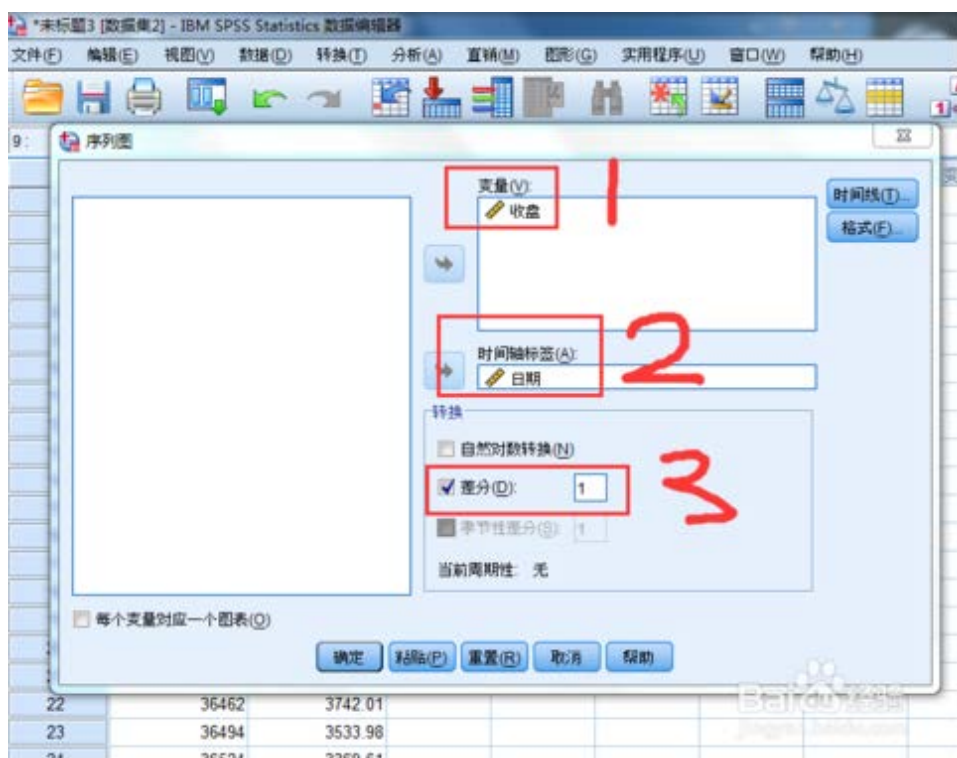 *未标题3 [数据集2] - IBM SPSS Statistics 数据编辑器
文件(F) 编辑(E) 视图(V) 数据(D) 转换(T) 分析(A) 直销(M) 图形(G) 实用程序(U) 窗口(W) 帮助(H)
9 :
序列图
变量(V):
收盘
1
时间线(T)...
格式(F)...
时间轴标签(A):
日期
2
转换
自然对数转换(N)
差分(D): 1
3
季节性差分(S): 1
当前周期性: 无
每个变量对应一个图表(O)
确定 粘贴(P) 重置(R) 取消 帮助
22 36462 3742.01
23 36494 3533.98
Baidu 经验